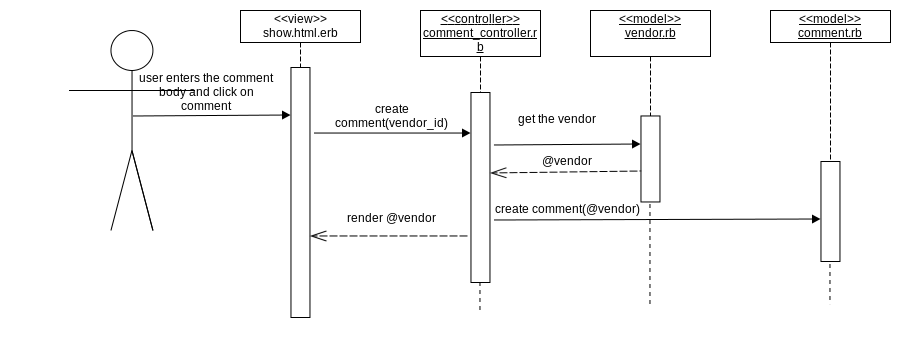 <<view>>
show.html.erb
<<controller>>
comment_controller.r
b
<<model>>
vendor.rb
<<model>>
comment.rb
user enters the comment
body and click on
comment
create
comment(vendor_id)
get the vendor
@vendor
create comment(@vendor)
render @vendor